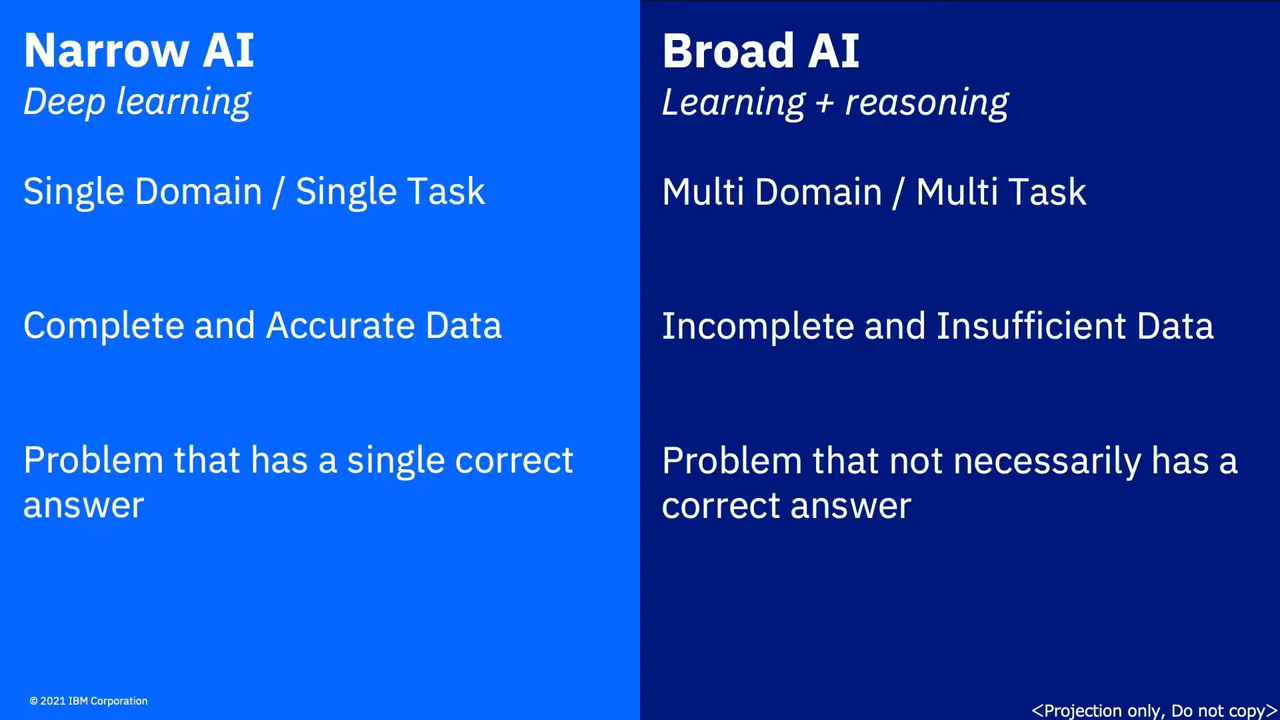 Narrow AI
Deep learning
Single Domain / Single Task
Complete and Accurate Data
Problem that has a single correct
answer
© 2021 IBM Corporation
Broad AI
Learning + reasoning
Multi Domain / Multi Task
Incomplete and Insufficient Data
Problem that not necessarily has a
correct answer
<Projection only, Do not copy>